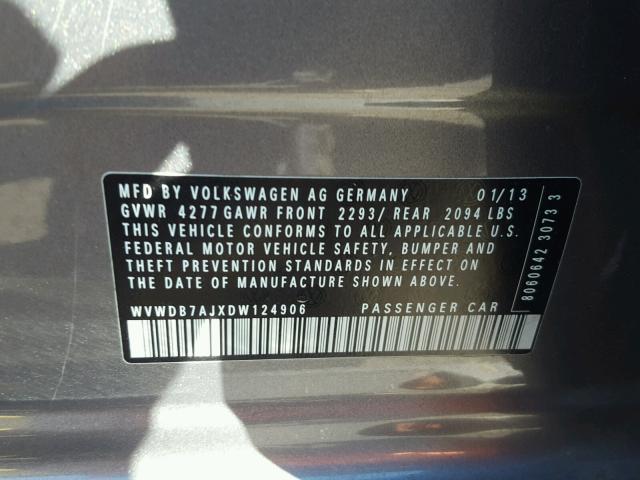 MFD BY VOLKSWAGEN AG GERMANY 01/13
GVWR 4277 GAWR FRONT 2293/ REAR 2094 LBS
THIS VEHICLE CONFORMS TO ALL APPLICABLE U.S.
FEDERAL MOTOR VEHICLE SAFETY, BUMPER AND
THEFT PREVENTION STANDARDS IN EFFECT ON
THE DATE OF MANUFACTURE SHOWN ABOVE.
WVWDB7AJXDW124906 PASSENGER CAR
8060642 3073 3